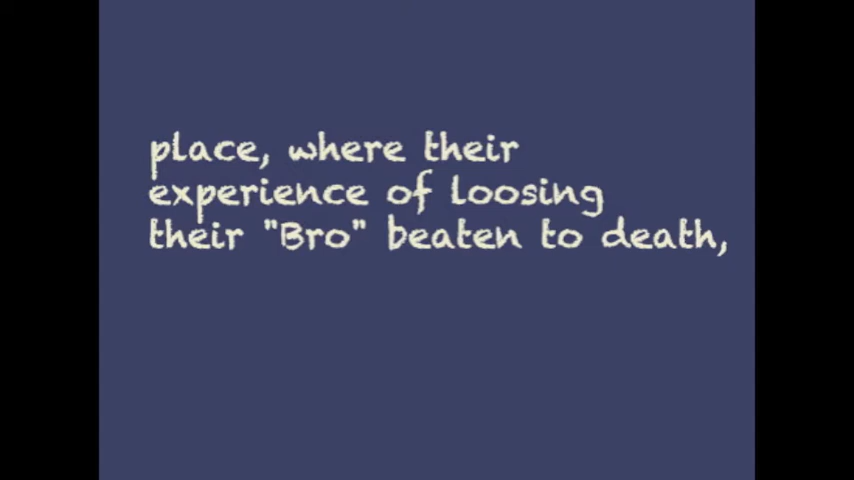 place, where their
experience of loosing
their "Bro" beaten to death,